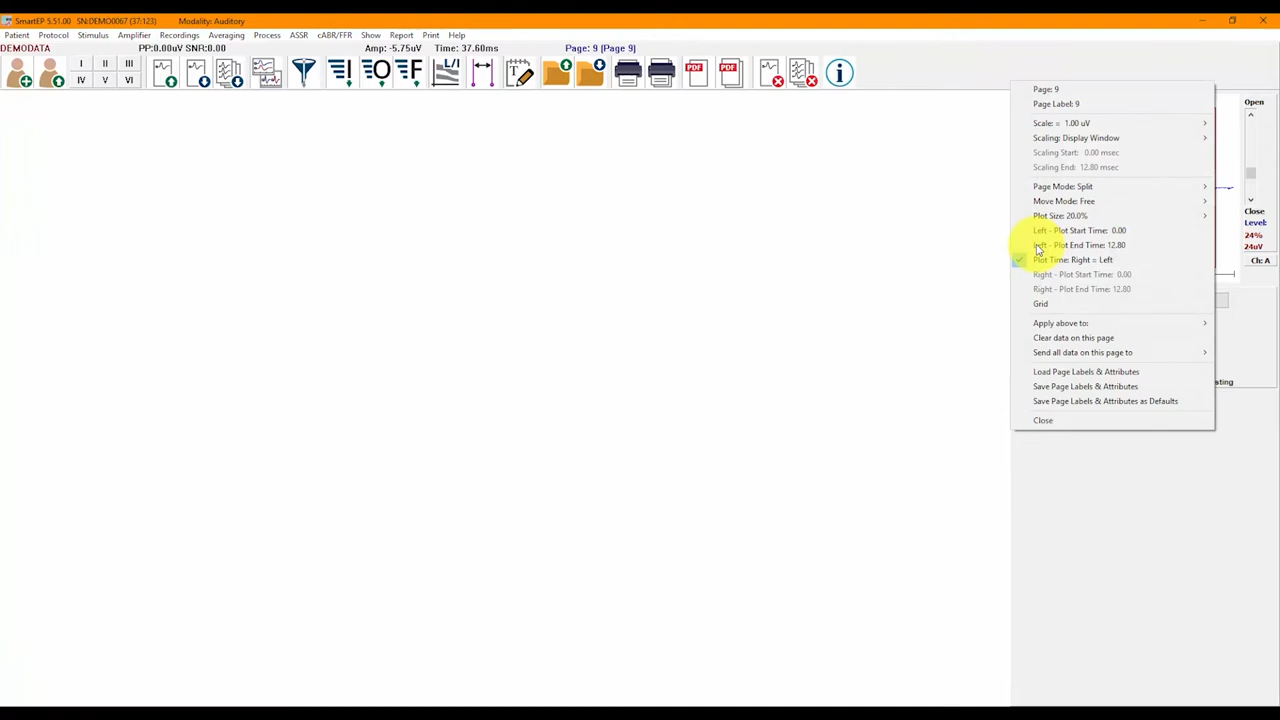 SmartEP 5.51.00 SN:DEMO0067 (37:123) Modality: Auditory
Patient Protocol Stimulus Amplifier Recordings Averaging Process ASSR cABR/FFR Show Report Print Help
DEMODATA PP:0.00uV SNR:0.00 Amp: -5.75uV Time: 37.60ms Page: 9 [Page 9]
I II III
IV V VI
L/I
PDF PDF
Page: 9
Page Label: 9
Scale: = 1.00 uV
Scaling: Display Window
Scaling Start: 0.00 msec
Scaling End: 12.80 msec
Page Mode: Split
Move Mode: Free
Plot Size: 20.0%
Left - Plot Start Time: 0.00
Left - Plot End Time: 12.80
Plot Time: Right = Left
Right - Plot Start Time: 0.00
Right - Plot End Time: 12.80
Grid
Apply above to:
Clear data on this page
Send all data on this page to
Load Page Labels & Attributes
Save Page Labels & Attributes
Save Page Labels & Attributes as Defaults
Close
Open
Close
Level:
24%
24uV
Ch: A
sting